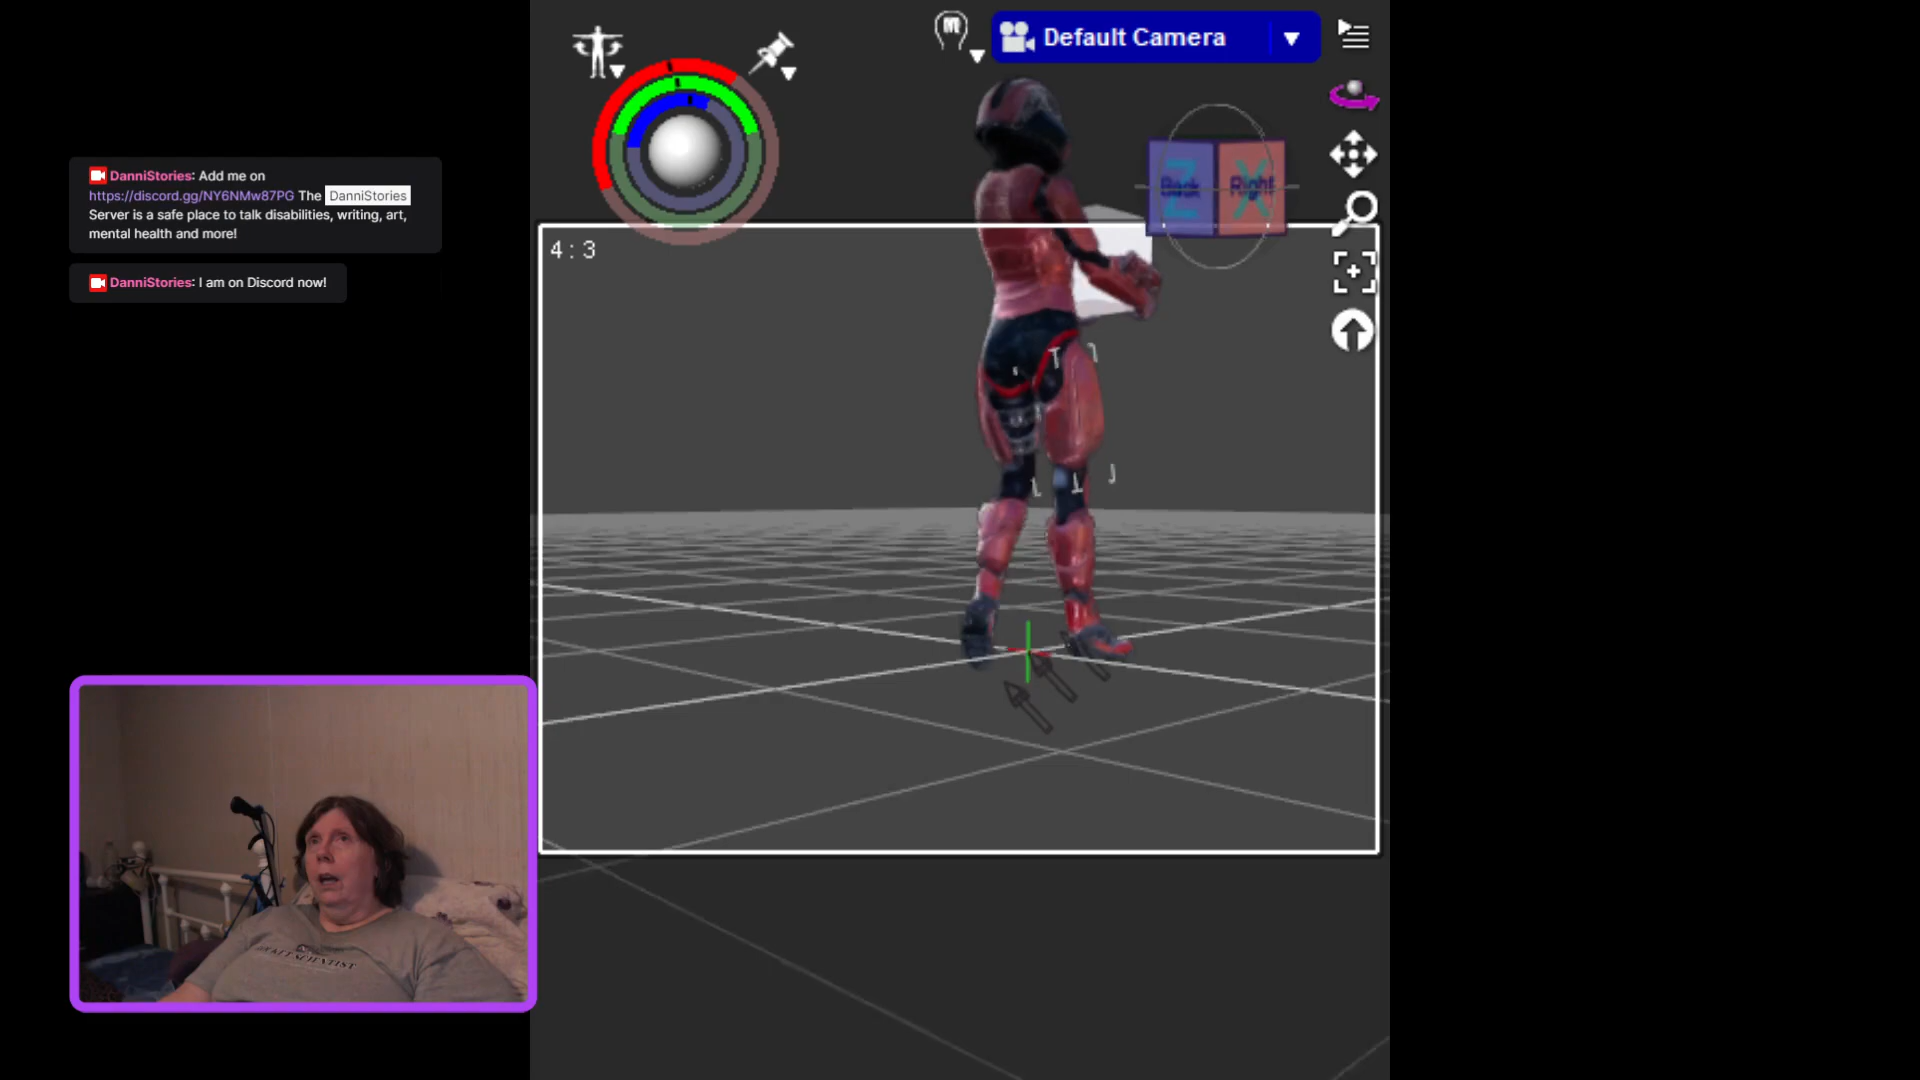 Default Camera
DanniStories: Add me on
https://discord.gg/NY6NMw87PG The DanniStories
Server is a safe place to talk disabilities, writing, art,
mental health and more!
DanniStories: I am on Discord now!
4:3
Back
Z
Right
X